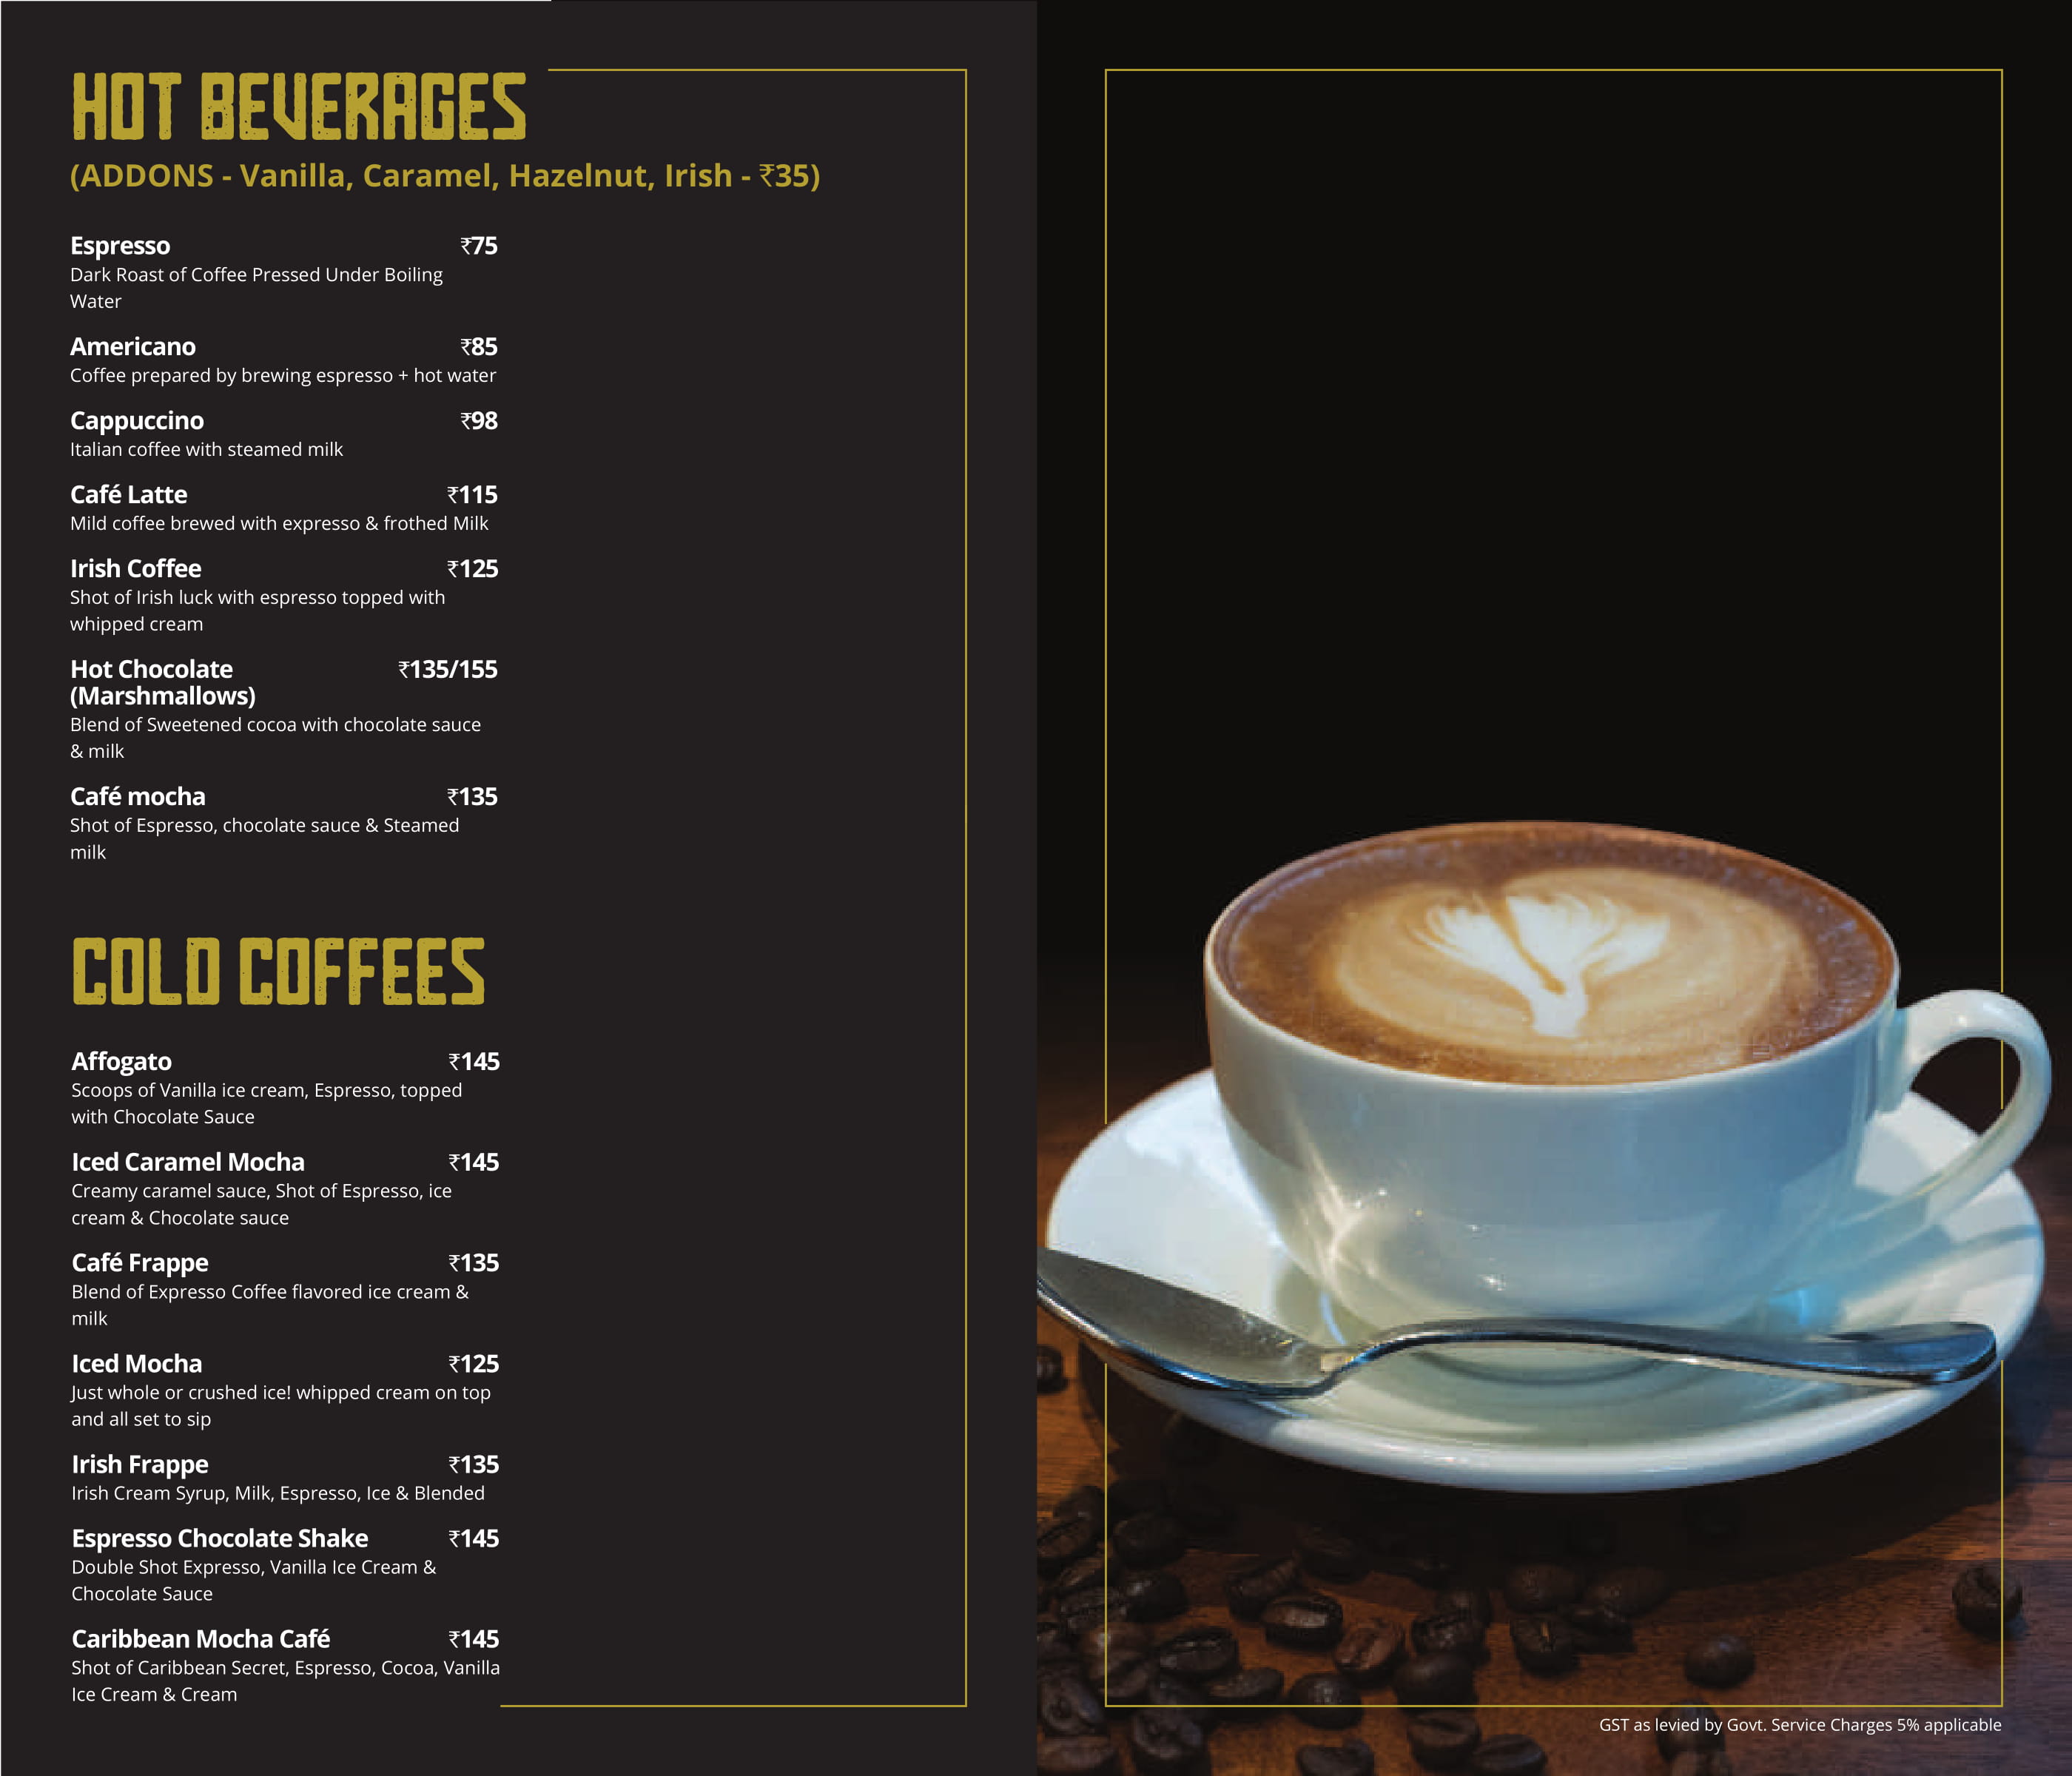 HOT BEVERAGES
(ADDONS - Vanilla, Caramel, Hazelnut, Irish - ₹35)
Espresso ₹75
Dark Roast of Coffee Pressed Under Boiling
Water
Americano ₹85
Coffee prepared by brewing espresso + hot water
Cappuccino ₹98
Italian coffee with steamed milk
Café Latte ₹115
Mild coffee brewed with expresso & frothed Milk
Irish Coffee ₹125
Shot of Irish luck with espresso topped with
whipped cream
Hot Chocolate ₹135/155
(Marshmallows)
Blend of Sweetened cocoa with chocolate sauce
& milk
Café mocha ₹135
Shot of Espresso, chocolate sauce & Steamed
milk
COLD COFFEES
Affogato ₹145
Scoops of Vanilla ice cream, Espresso, topped
with Chocolate Sauce
Iced Caramel Mocha ₹145
Creamy caramel sauce, Shot of Espresso, ice
cream & Chocolate sauce
Café Frappe ₹135
Blend of Expresso Coffee flavored ice cream &
milk
Iced Mocha ₹125
Just whole or crushed ice! whipped cream on top
and all set to sip
Irish Frappe ₹135
Irish Cream Syrup, Milk, Espresso, Ice & Blended
Espresso Chocolate Shake ₹145
Double Shot Expresso, Vanilla Ice Cream &
Chocolate Sauce
Caribbean Mocha Café ₹145
Shot of Caribbean Secret, Espresso, Cocoa, Vanilla
Ice Cream & Cream
GST as levied by Govt. Service Charges 5% applicable